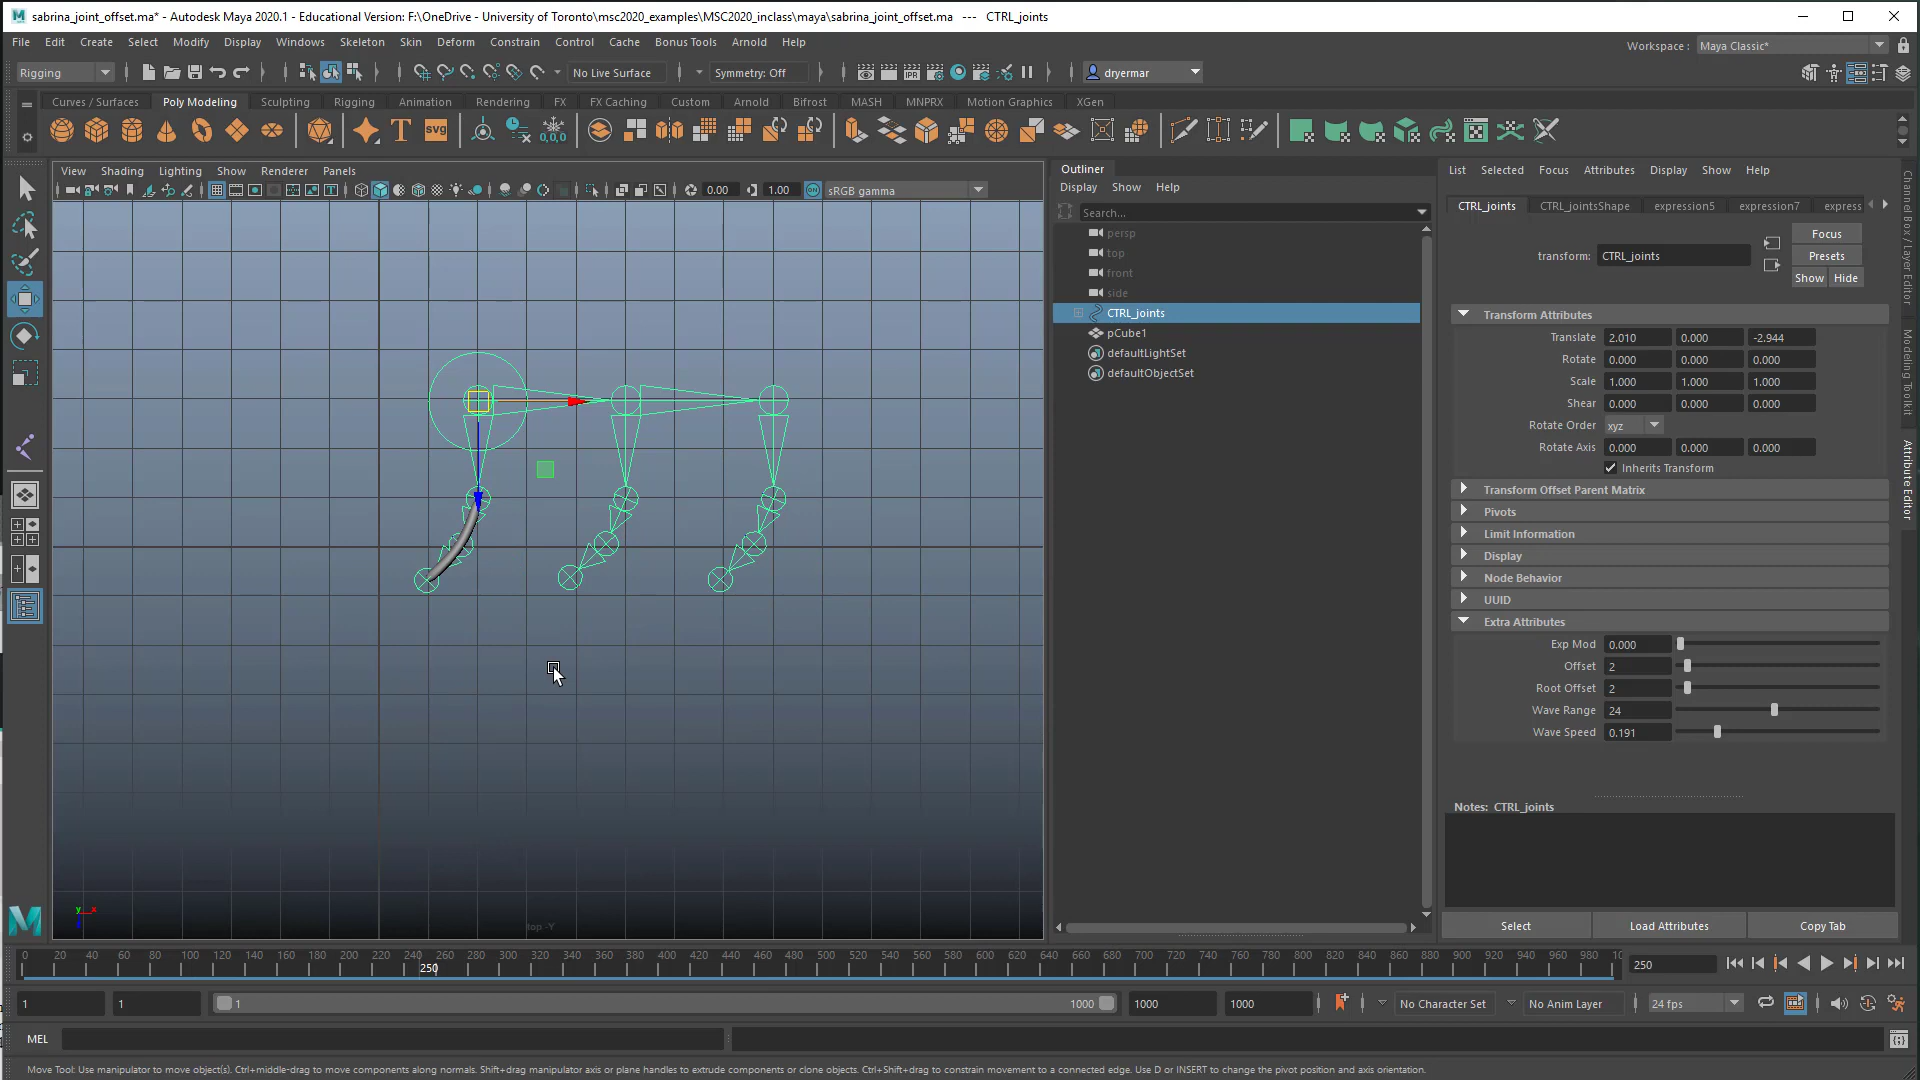 sabrina_joint_offset.ma* - Autodesk Maya 2020.1 - Educational Version: F:\OneDrive - University of Toronto\msc2020_examples\MSC2020_inclass\maya\sabrina_joint_offset.ma --- CTRL_joints
File Edit Create Select Modify Display Windows Skeleton Skin Deform Constrain Control Cache Bonus Tools Arnold Help
Workspace : Maya Classic*
Rigging No Live Surface Symmetry: Off IPR dryermar
Curves / Surfaces Poly Modeling Sculpting Rigging Animation Rendering FX FX Caching Custom Arnold Bifrost MASH MNPRX Motion Graphics XGen
T SVG 0,0,0
View Shading Lighting Show Renderer Panels
0.00 1.00 ON sRGB gamma
Outliner
Display Show Help
Search...
persp
top
front
side
CTRL_joints
pCube1
defaultLightSet
defaultObjectSet
List Selected Focus Attributes Display Show Help
CTRL_joints CTRL_jointsShape expression5 expression7 express
Focus
transform: CTRL_joints
Presets
Show Hide
Transform Attributes
Translate 2.010 0.000 -2.944
Rotate 0.000 0.000 0.000
Scale 1.000 1.000 1.000
Shear 0.000 0.000 0.000
Rotate Order xyz
Rotate Axis 0.000 0.000 0.000
Inherits Transform
Transform Offset Parent Matrix
Pivots
Limit Information
Display
Node Behavior
UUID
Extra Attributes
Exp Mod 0.000
Offset 2
Root Offset 2
Wave Range 24
Wave Speed 0.191
Notes: CTRL_joints
Select Load Attributes Copy Tab
Channel Box / Layer Editor
Modeling Toolkit
Attribute Editor
y x
top -Y
0 20 40 60 80 100 120 140 160 180 200 220 240 260 280 300 320 340 360 380 400 420 440 460 480 500 520 540 560 580 600 620 640 660 680 700 720 740 760 780 800 820 840 860 880 900 920 940 960 980 10
250
250
1 1 1 1000 1000 1000 No Character Set No Anim Layer 24 fps
MEL
Move Tool: Use manipulator to move object(s). Ctrl+middle-drag to move components along normals. Shift+drag manipulator axis or plane handles to extrude components or clone objects. Ctrl+Shift+drag to constrain movement to a connected edge. Use D or INSERT to change the pivot position and axis orientation.